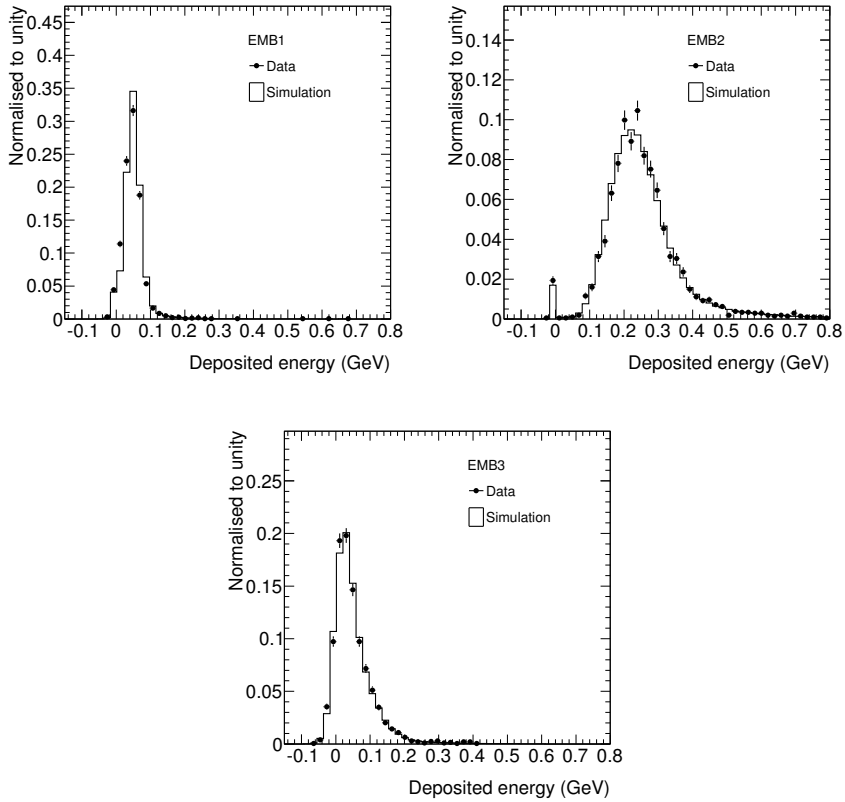 Normalised to unity
0.45
0.4
0.35
0.3
0.25
0.2
0.15
0.1
0.05
0
EMB1
Data
Simulation
-0.1 0 0.1 0.2 0.3 0.4 0.5 0.6 0.7 0.8
Deposited energy (GeV)
Normalised to unity
0.14
0.12
0.1
0.08
0.06
0.04
0.02
0
EMB2
Data
Simulation
-0.1 0 0.1 0.2 0.3 0.4 0.5 0.6 0.7 0.8
Deposited energy (GeV)
Normalised to unity
0.25
0.2
0.15
0.1
0.05
0
EMB3
Data
Simulation
-0.1 0 0.1 0.2 0.3 0.4 0.5 0.6 0.7 0.8
Deposited energy (GeV)